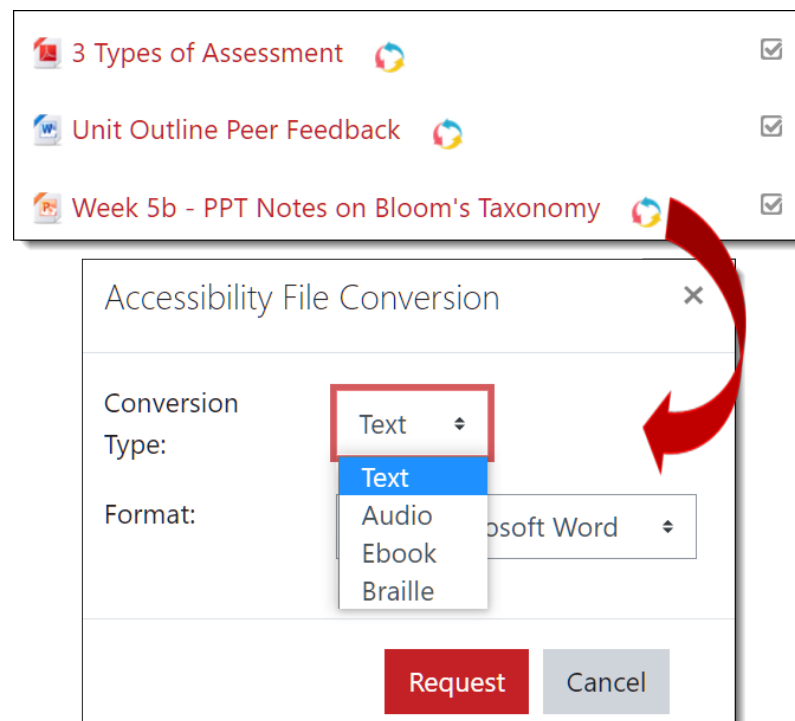 3 Types of Assessment
Unit Outline Peer Feedback
Week 5b - PPT Notes on Bloom's Taxonomy
Accessibility File Conversion ×
Conversion
Type:
Text
Text
Audio
Ebook
Braille
Format:
Word
Request Cancel